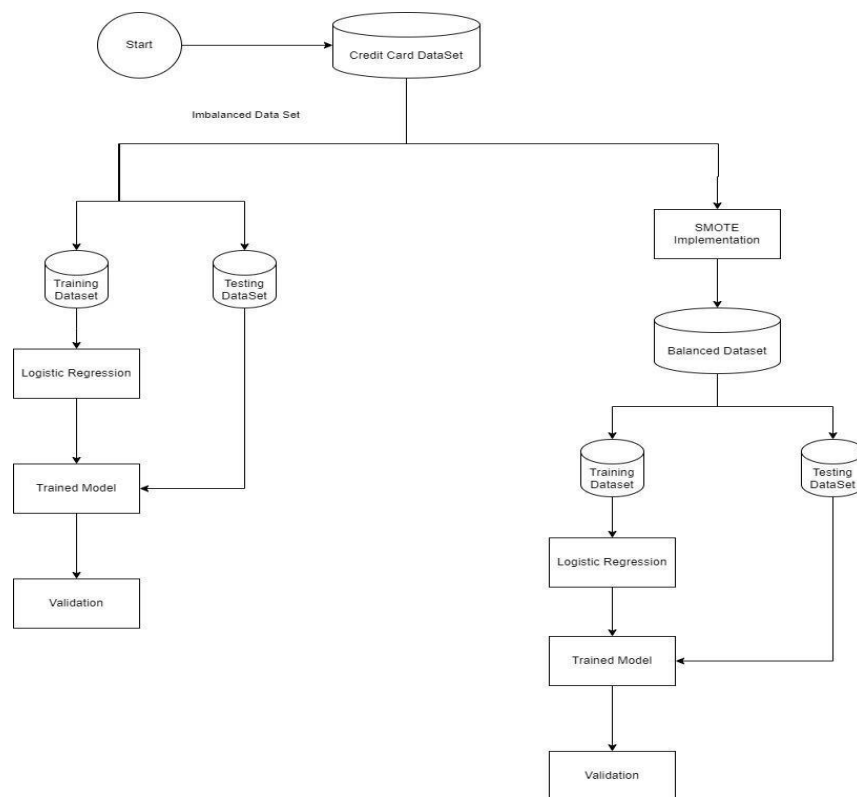 Start
Credit Card DataSet
Imbalanced Data Set
SMOTE
Implementation
Training
Dataset
Testing
DataSet
Logistic Regression
Balanced Dataset
Trained Model
Validation
Training
Dataset
Testing
DataSet
Logistic Regression
Trained Model
Validation